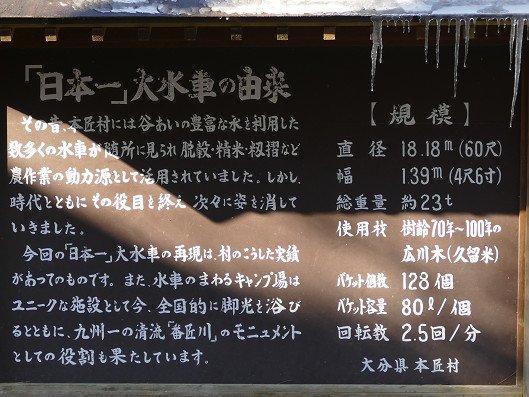 「日本一」大水車の由来
その昔、本匠村には谷あいの豊富な水を利用した
数多くの水車が随所に見られ脱穀・精米・籾摺など
農作業の動力源として活用されていました。しかし、
時代とともにその役目を終え次々に姿を消して
いきました。
今回の「日本一」大水車の再現は、村のこうした実績
があってのものです。また、水車のまわるキャンプ場は
ユニークな施設として今、全国的に脚光を浴び
るとともに、九州一の清流「番匠川」のモニュメント
としての役割も果たしています。
【規模】
直径 18.18m(60尺)
幅 1.39m(4尺6寸)
総重量 約23t
使用材 樹齢70年~100年の
広川木(久留米)
バケット個数 128個
バケット容量 80ℓ/個
回転数 2.5回/分
大分県本匠村